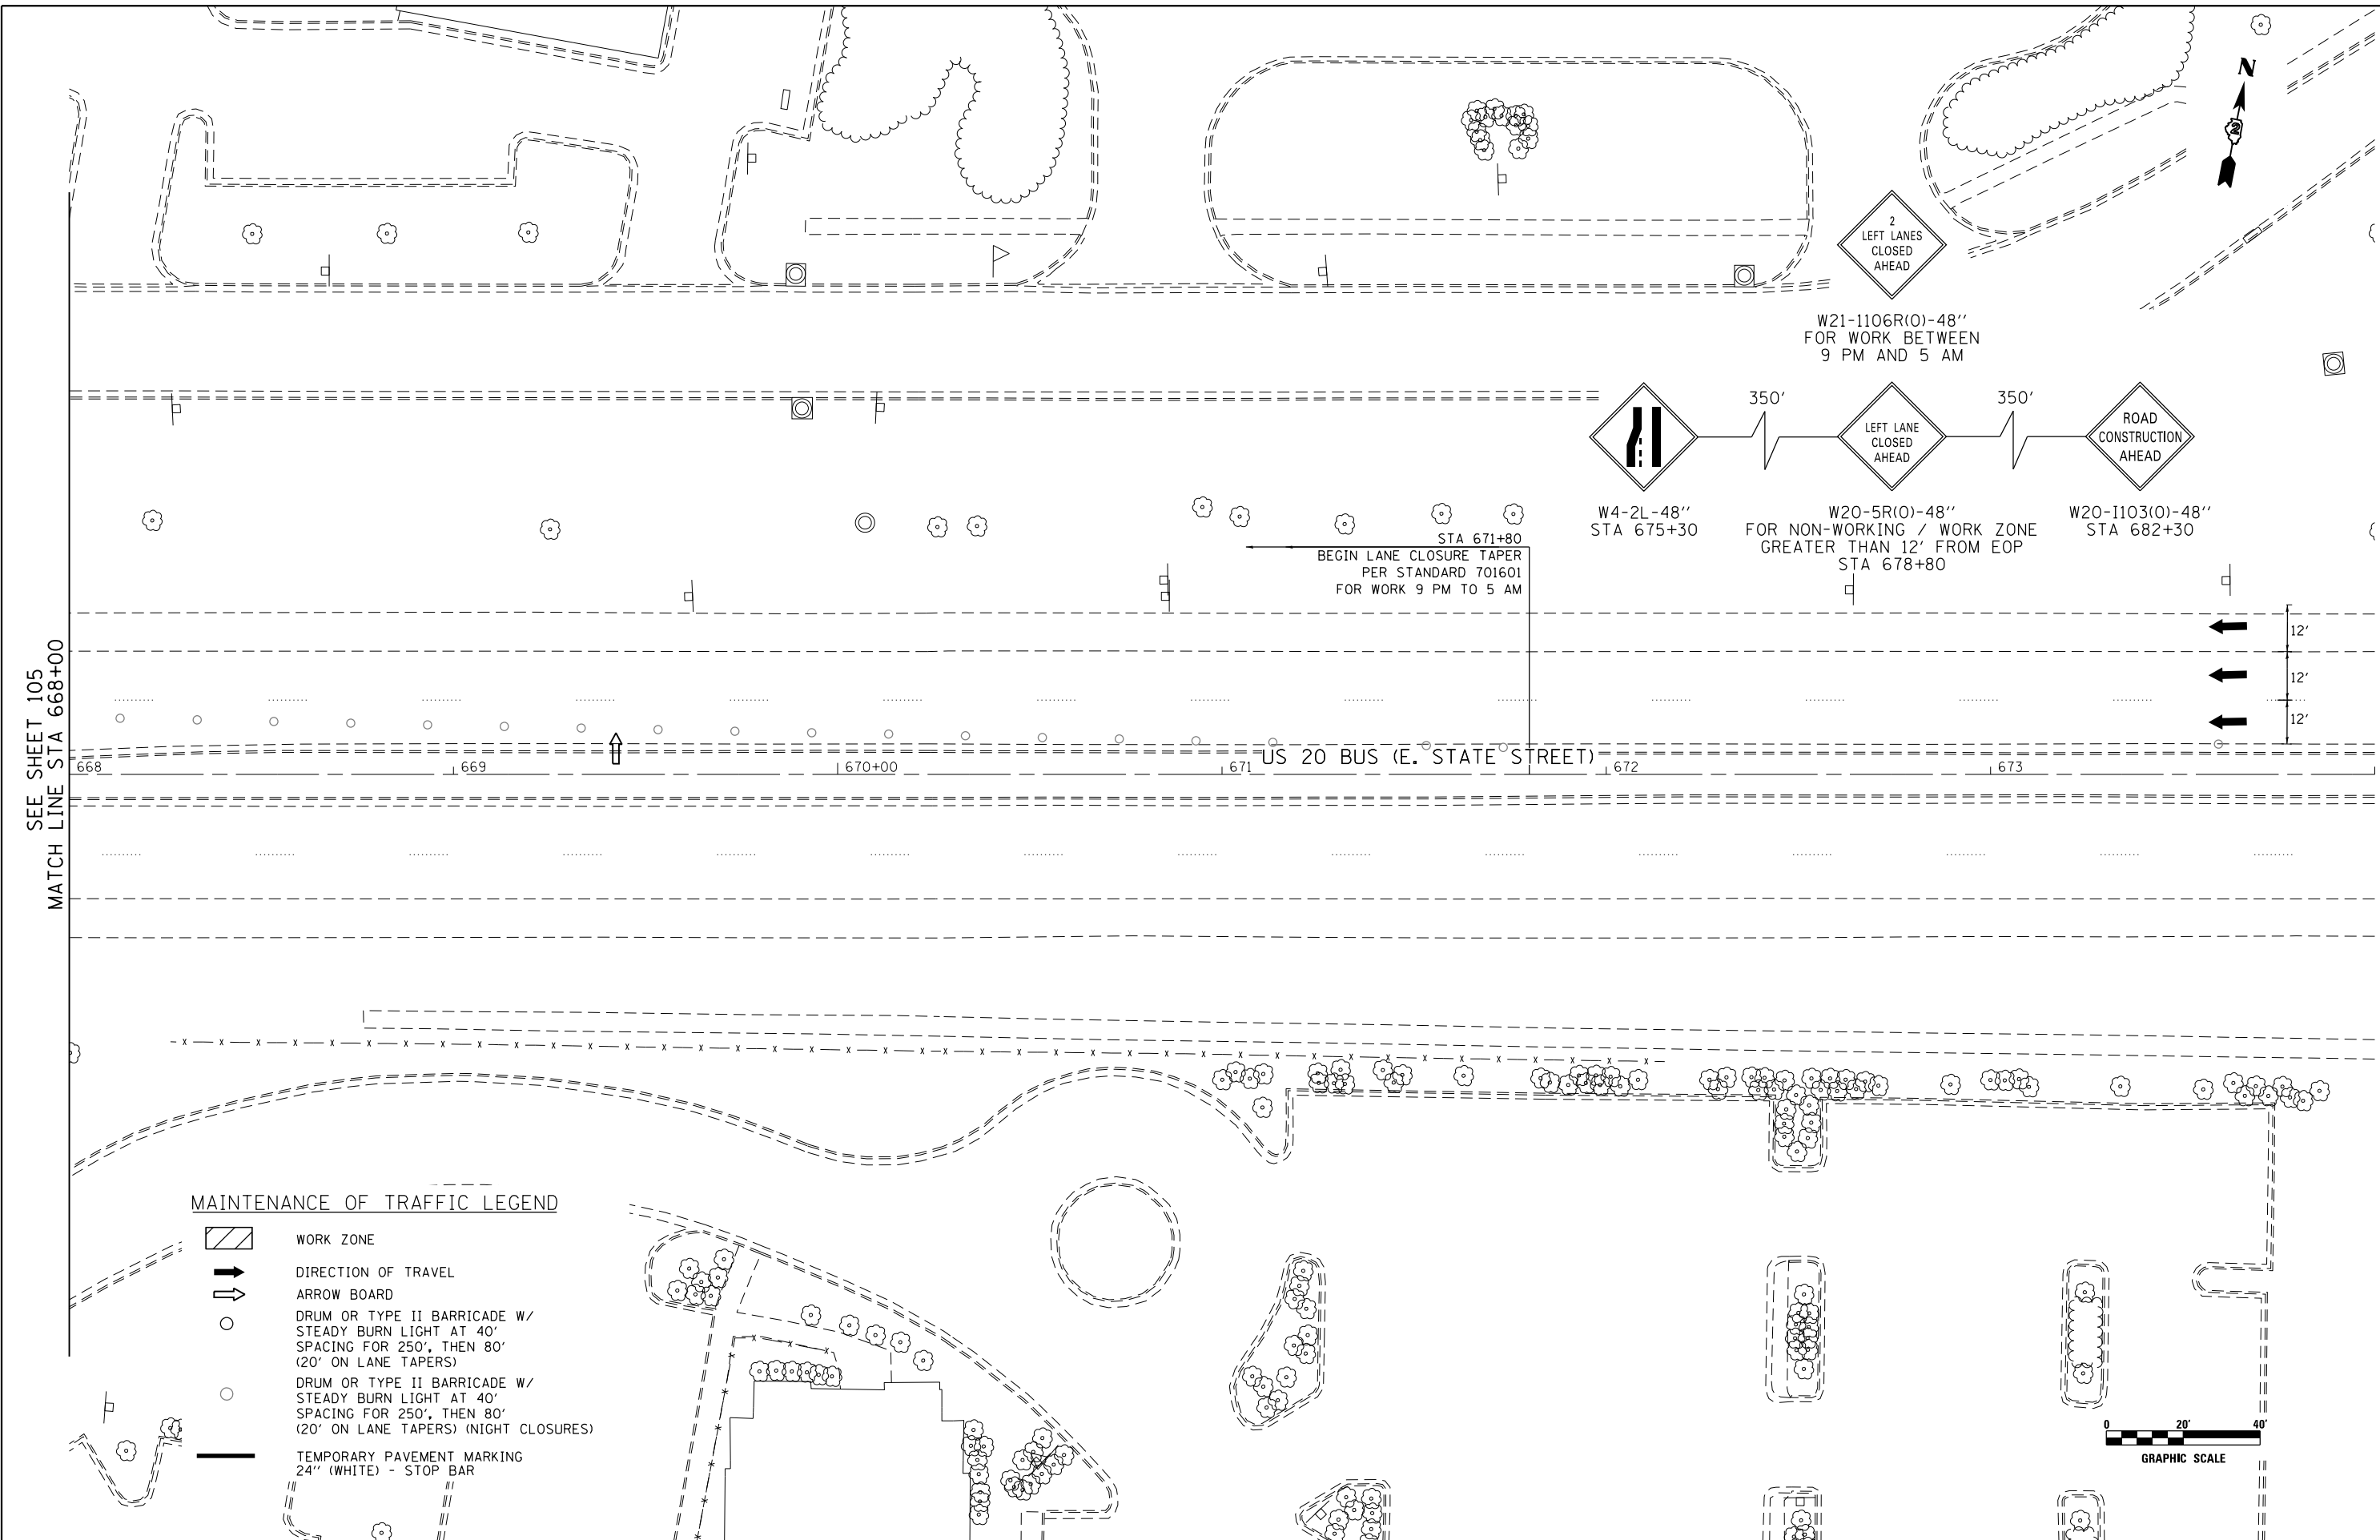 N
2
2
LEFT LANES
CLOSED
AHEAD
W21-1106R(O)-48''
FOR WORK BETWEEN
9 PM AND 5 AM
350'
350'
LEFT LANE
CLOSED
AHEAD
ROAD
CONSTRUCTION
AHEAD
W4-2L-48''
STA 675+30
W20-5R(O)-48''
FOR NON-WORKING / WORK ZONE
GREATER THAN 12' FROM EOP
STA 678+80
W20-I103(O)-48''
STA 682+30
STA 671+80
BEGIN LANE CLOSURE TAPER
PER STANDARD 701601
FOR WORK 9 PM TO 5 AM
12'
12'
12'
SEE SHEET 105
MATCH LINE STA 668+00
US 20 BUS (E. STATE STREET)
668
669
670+00
671
672
673
MAINTENANCE OF TRAFFIC LEGEND
WORK ZONE
DIRECTION OF TRAVEL
ARROW BOARD
DRUM OR TYPE II BARRICADE W/
STEADY BURN LIGHT AT 40'
SPACING FOR 250', THEN 80'
(20' ON LANE TAPERS)
DRUM OR TYPE II BARRICADE W/
STEADY BURN LIGHT AT 40'
SPACING FOR 250', THEN 80'
(20' ON LANE TAPERS) (NIGHT CLOSURES)
TEMPORARY PAVEMENT MARKING
24'' (WHITE) - STOP BAR
0 20' 40'
GRAPHIC SCALE